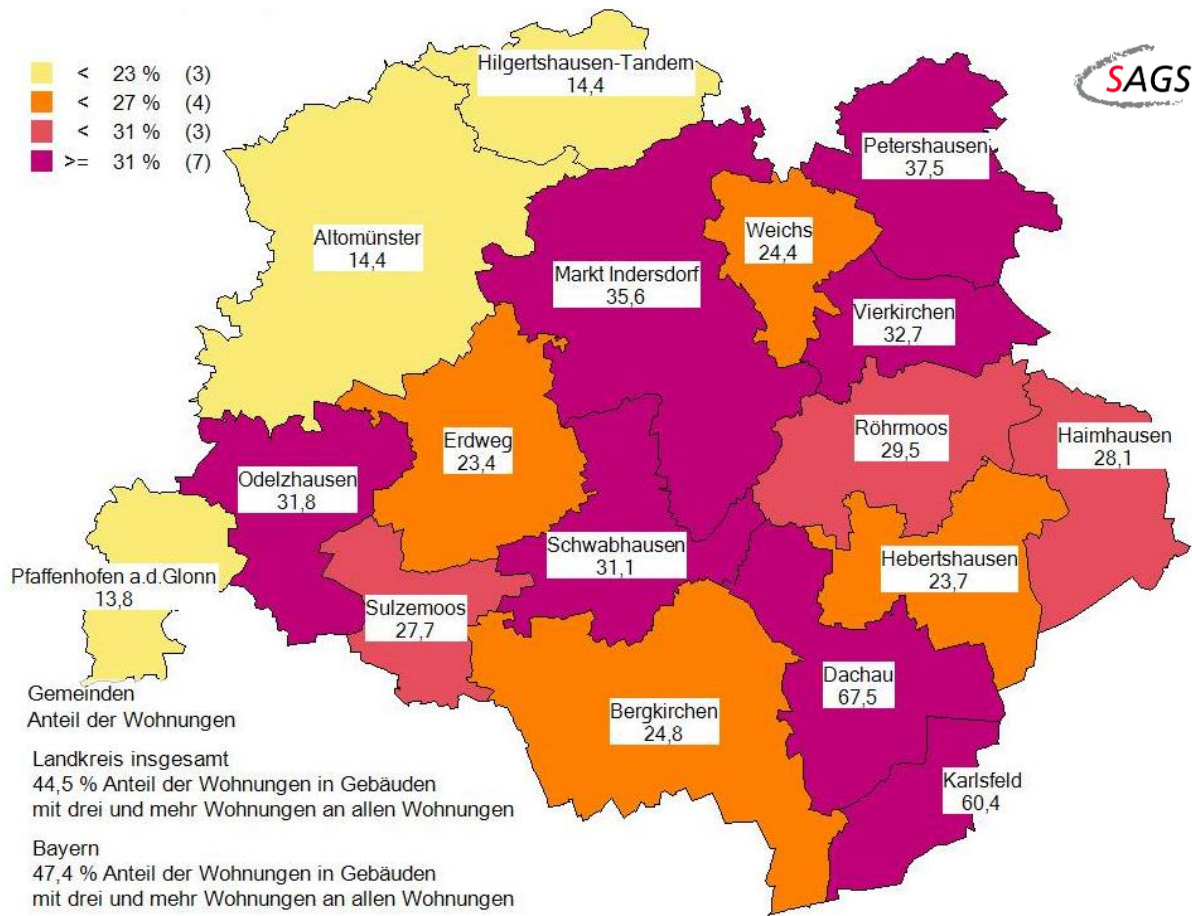 < 23 % (3)
< 27 % (4)
< 31 % (3)
>= 31 % (7)
SAGS
Hilgertshausen-Tandern
14,4
Petershausen
37,5
Altomünster
14,4
Weichs
24,4
Markt Indersdorf
35,6
Vierkirchen
32,7
Erdweg
23,4
Röhrmoos
29,5
Haimhausen
28,1
Odelzhausen
31,8
Schwabhausen
31,1
Hebertshausen
23,7
Pfaffenhofen a.d.Glonn
13,8
Sulzemoos
27,7
Dachau
67,5
Bergkirchen
24,8
Karlsfeld
60,4
Gemeinden
Anteil der Wohnungen
Landkreis insgesamt
44,5 % Anteil der Wohnungen in Gebäuden
mit drei und mehr Wohnungen an allen Wohnungen
Bayern
47,4 % Anteil der Wohnungen in Gebäuden
mit drei und mehr Wohnungen an allen Wohnungen